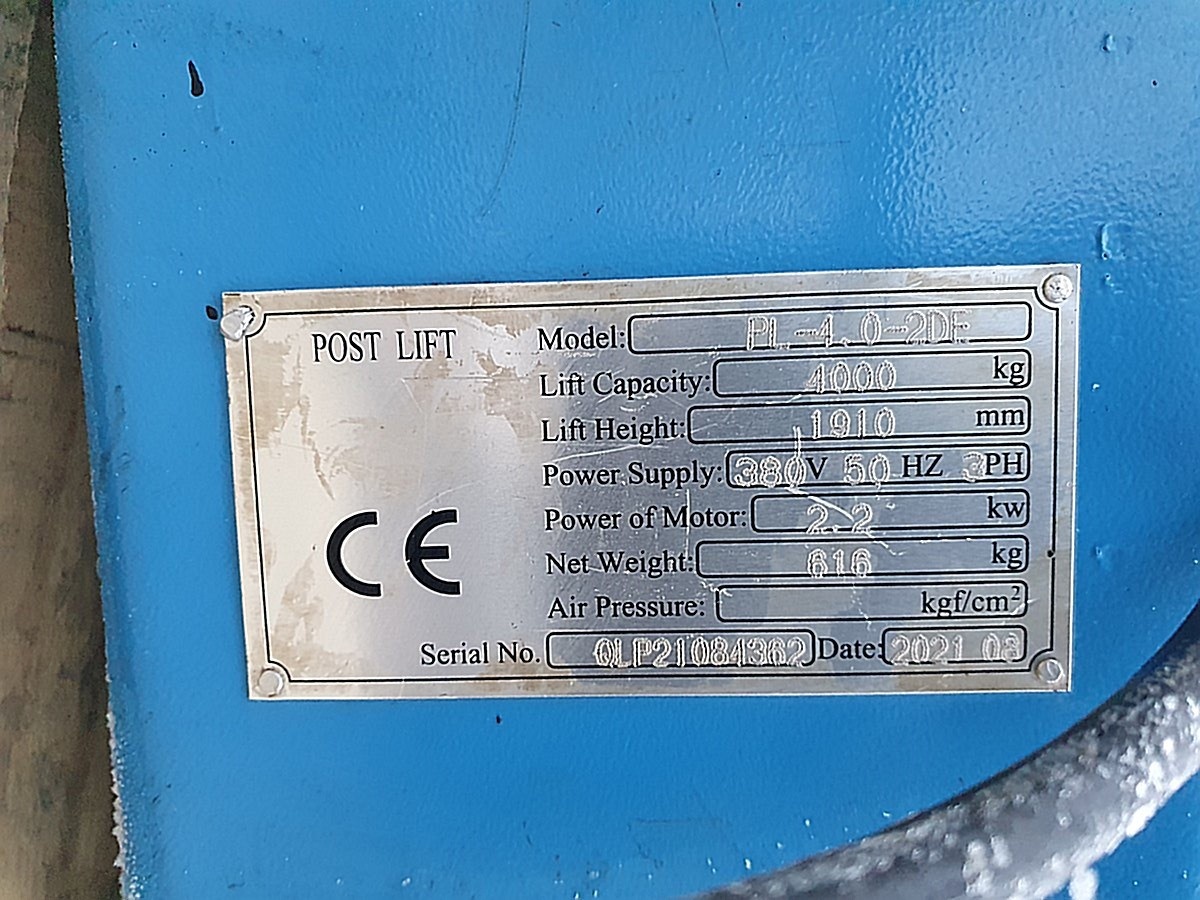 POST LIFT
Model: PL-4.0-2DE
Lift Capacity: 4000 kg
Lift Height: 1910 mm
Power Supply: 380V 50 HZ 3PH
Power of Motor: 2.2 kw
Net Weight: 616 kg
Air Pressure: kgf/cm²
CE
Serial No. QLP21084362 Date: 2021.08